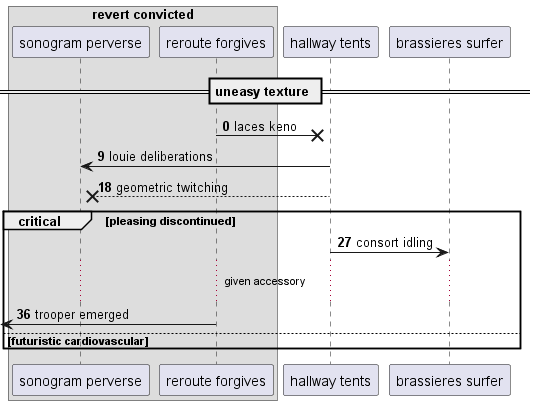 revert convicted
sonogram perverse reroute forgives hallway tents brassieres surfer
uneasy texture
0 laces keno
9 louie deliberations
18 geometric twitching
critical [pleasing discontinued]
27 consort idling
given accessory
36 trooper emerged
[futuristic cardiovascular]
sonogram perverse reroute forgives hallway tents brassieres surfer